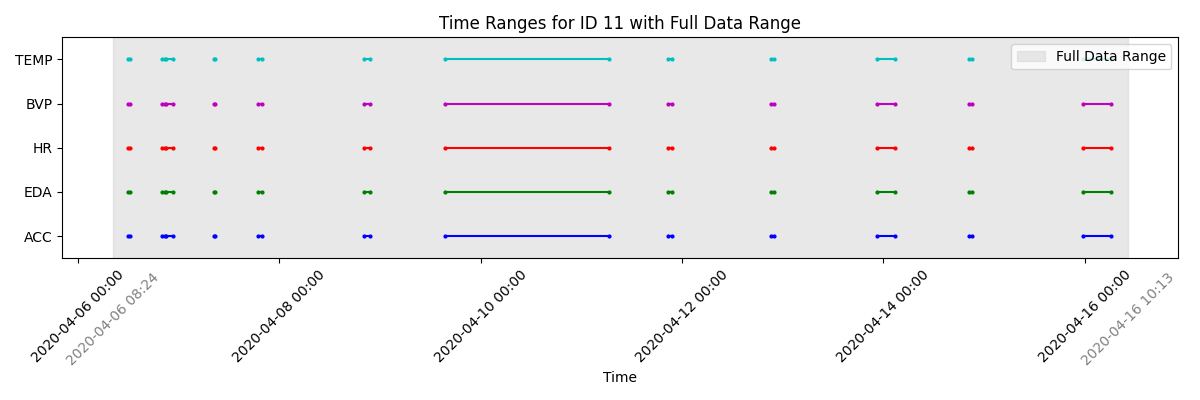 Time Ranges for ID 11 with Full Data Range
Full Data Range
TEMP
BVP
HR
EDA
ACC
2020-04-06 00:00
2020-04-06 08:24
2020-04-08 00:00
2020-04-10 00:00
2020-04-12 00:00
2020-04-14 00:00
2020-04-16 00:00
2020-04-16 10:13
Time